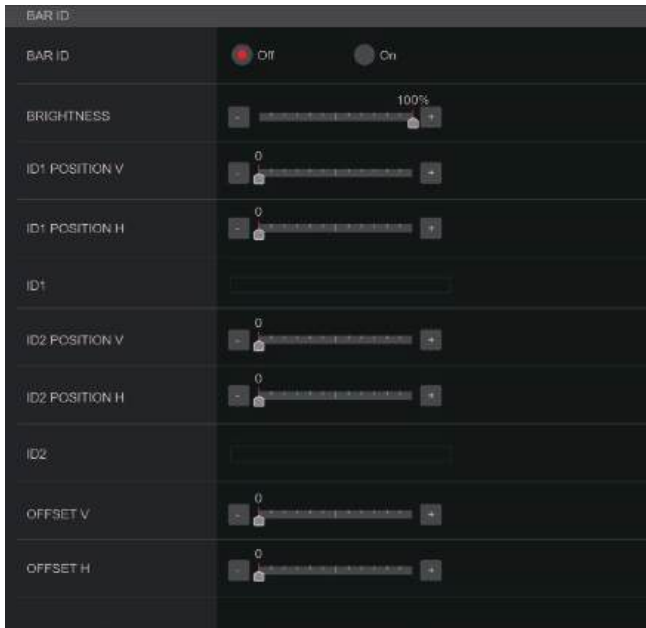 BAR ID
BAR ID Off On
BRIGHTNESS - 100% +
ID1 POSITION V - 0 +
ID1 POSITION H - 0 +
ID1
ID2 POSITION V - 0 +
ID2 POSITION H - 0 +
ID2
OFFSET V - 0 +
OFFSET H - 0 +